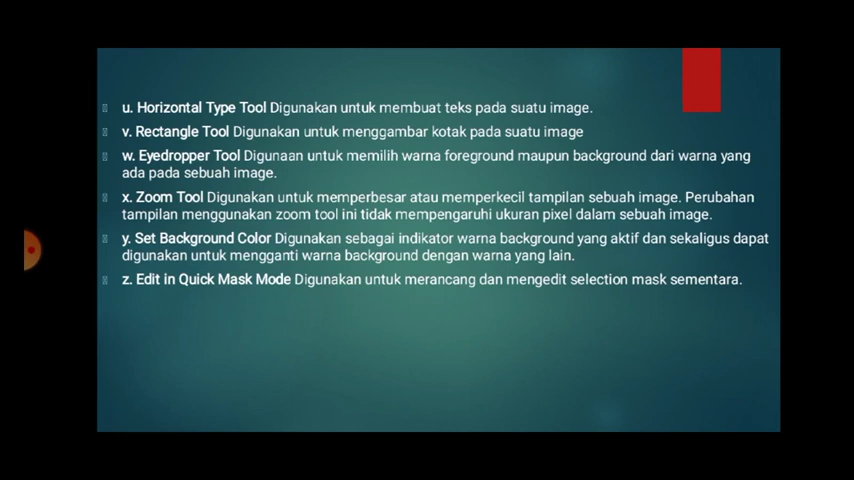 u. Horizontal Type Tool Digunakan untuk membuat teks pada suatu image.
v. Rectangle Tool Digunakan untuk menggambar kotak pada suatu image
w. Eyedropper Tool Digunaan untuk memilih warna foreground maupun background dari warna yang
ada pada sebuah image.
x. Zoom Tool Digunakan untuk memperbesar atau memperkecil tampilan sebuah image. Perubahan
tampilan menggunakan zoom tool ini tidak mempengaruhi ukuran pixel dalam sebuah image.
y. Set Background Color Digunakan sebagai indikator warna background yang aktif dan sekaligus dapat
digunakan untuk mengganti warna background dengan warna yang lain.
z. Edit in Quick Mask Mode Digunakan untuk merancang dan mengedit selection mask sementara.